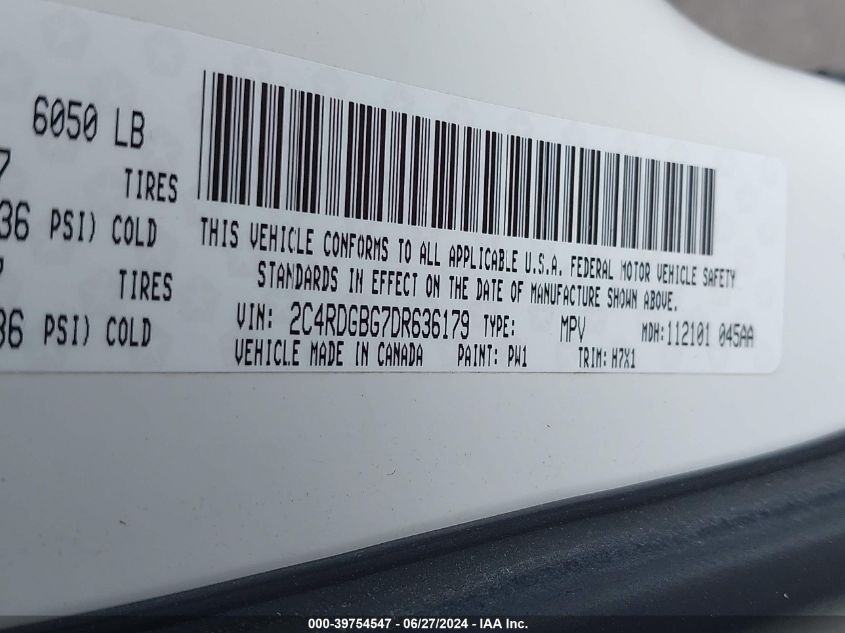 6050 LB
7 TIRES
36 PSI) COLD
7 TIRES
36 PSI) COLD
THIS VEHICLE CONFORMS TO ALL APPLICABLE U.S.A. FEDERAL MOTOR VEHICLE SAFETY
STANDARDS IN EFFECT ON THE DATE OF MANUFACTURE SHOWN ABOVE.
VIN: 2C4RDGBG7DR636179 TYPE: MPV MDH:112101 045AA
VEHICLE MADE IN CANADA PAINT: PW1 TRIM: H7X1
000-39754547 - 06/27/2024 - IAA Inc.